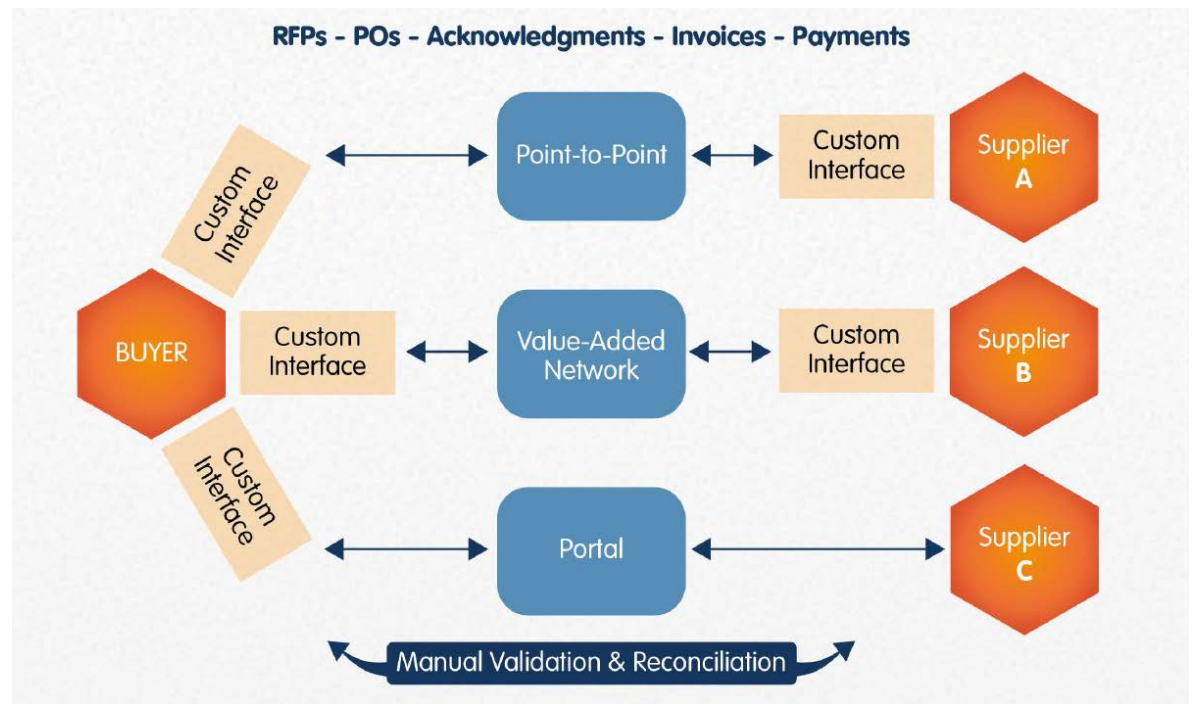 RFPs - POs - Acknowledgments - Invoices - Payments
Custom
Interface
Point-to-Point
Custom
Interface
Supplier
A
BUYER
Custom
Interface
Value-Added
Network
Custom
Interface
Supplier
B
Custom
Interface
Portal
Supplier
C
Manual Validation & Reconciliation